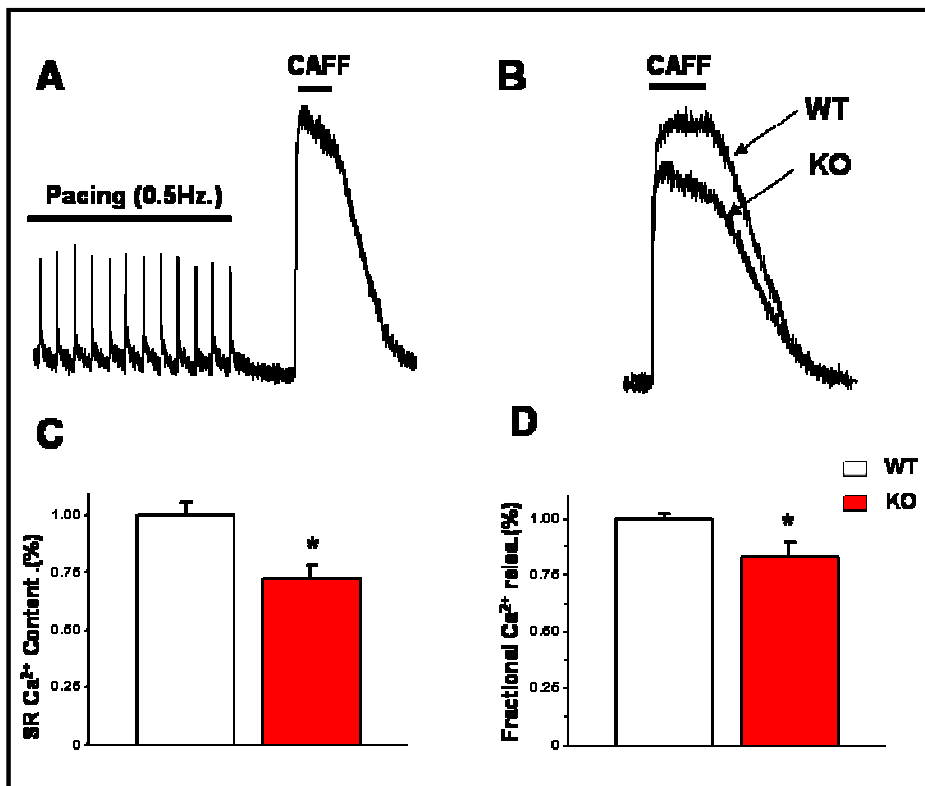 A
CAFF
Pacing (0.5Hz.)
B
CAFF
WT
KO
C
SR Ca²⁺ Content.(%)
1.00
0.75
0.50
0.25
0
*
D
WT
KO
Fractional Ca²⁺ relea.(%)
1.00
0.75
0.50
0.25
0
*